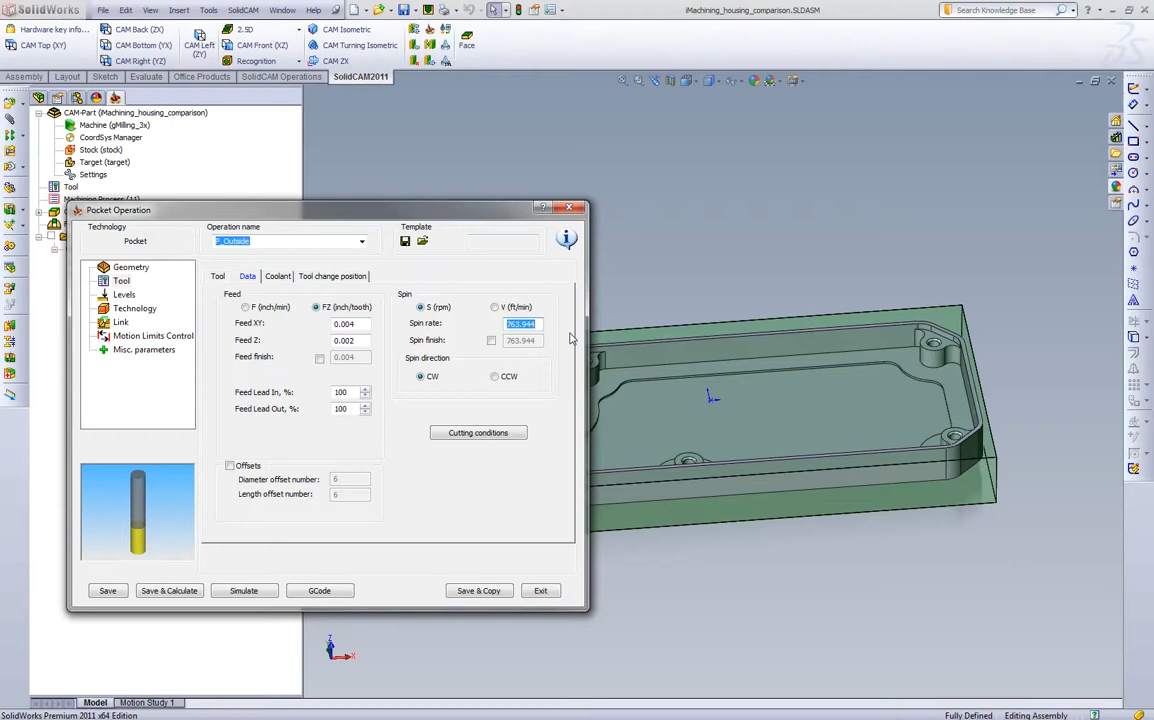 SolidWorks File Edit View Insert Tools SolidCAM Window Help iMachining_housing_comparison.SLDASM Search Knowledge Base
Hardware key info... CAM Back (ZX) 2.5D CAM Isometric
CAM Top (XY) CAM Bottom (YX) CAM Left (ZY) CAM Front (XZ) CAM Turning Isometric Face
CAM Right (YZ) Recognition CAM ZX
Assembly Layout Sketch Evaluate Office Products SolidCAM Operations SolidCAM2011
CAM-Part (iMachining_housing_comparison)
Machine (gMilling_3x)
CoordSys Manager
Stock (stock)
Target (target)
Settings
Tool
Machining Process (11)
Pocket Operation
Technology
Pocket
Operation name
P_Outside
Template
Geometry
Tool
Levels
Technology
Link
Motion Limits Control
Misc. parameters
Tool Data Coolant Tool change position
Feed
F (inch/min) FZ (inch/tooth)
Feed XY: 0.004
Feed Z: 0.002
Feed finish: 0.004
Feed Lead In, %: 100
Feed Lead Out, %: 100
Spin
S (rpm) V (ft/min)
Spin rate: 763.944
Spin finish: 763.944
Spin direction
CW CCW
Cutting conditions
Offsets
Diameter offset number: 6
Length offset number: 6
Save Save & Calculate Simulate GCode Save & Copy Exit
Z
X
Model Motion Study 1
SolidWorks Premium 2011 x64 Edition Fully Defined Editing Assembly